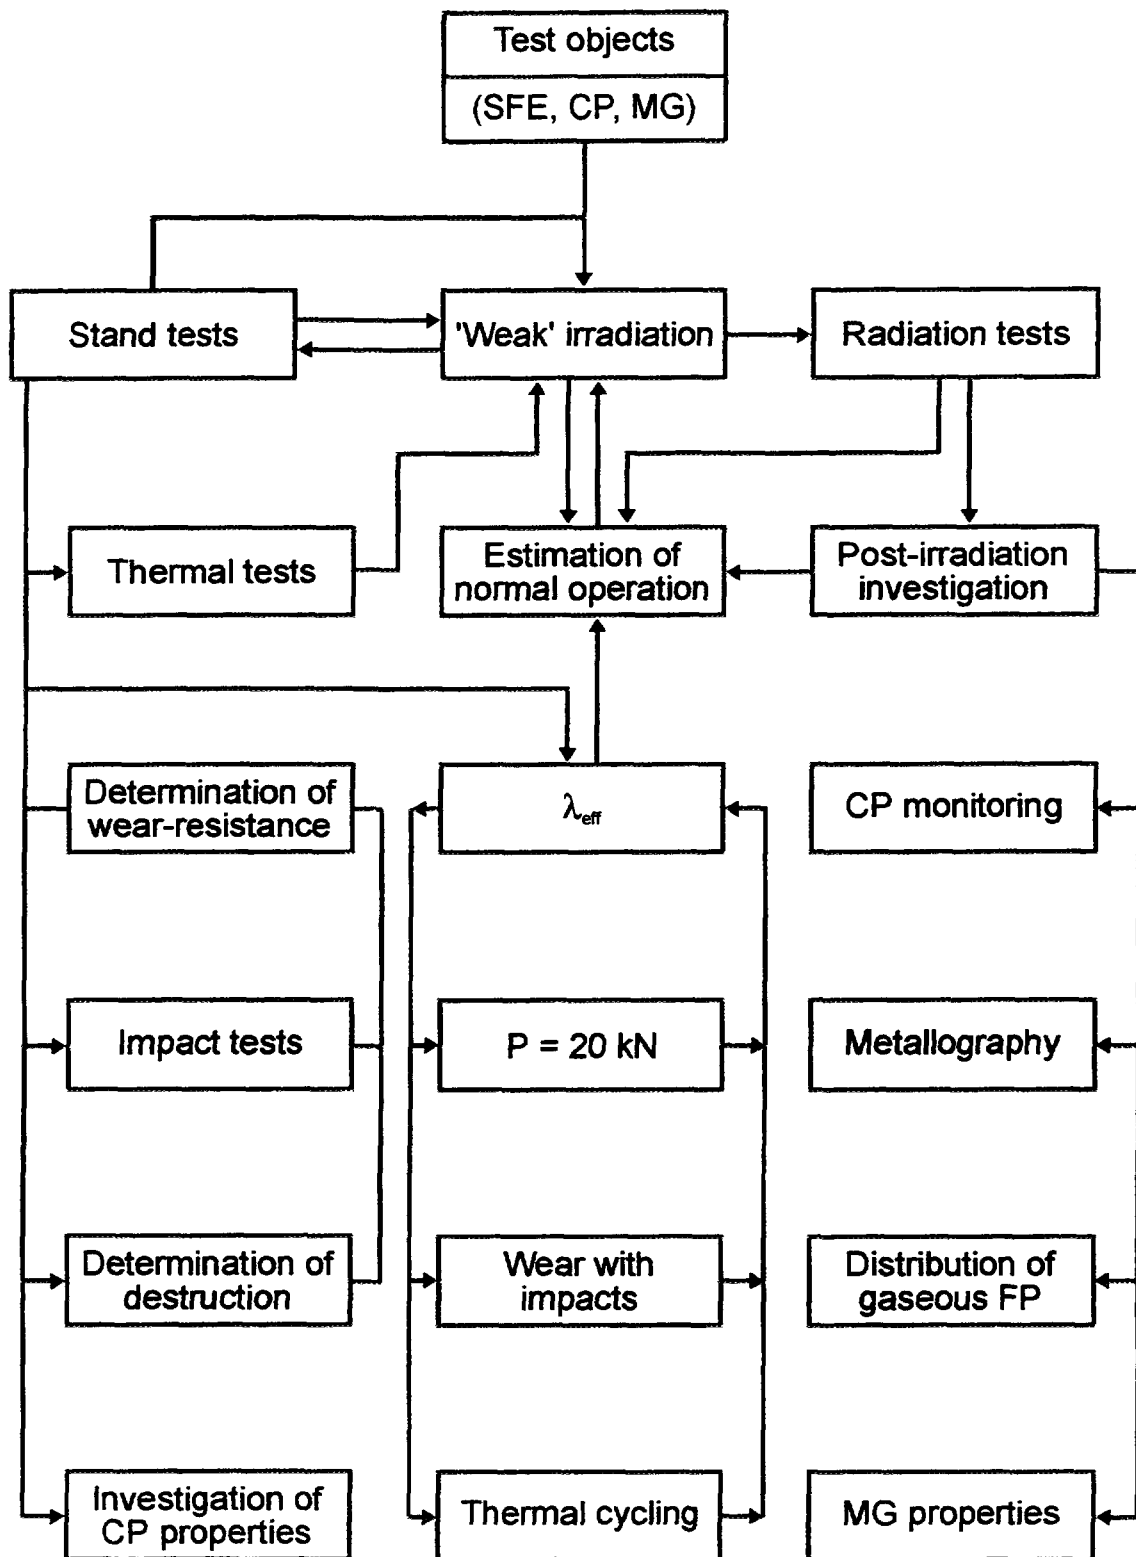 Test objects
(SFE, CP, MG)
Stand tests
'Weak' irradiation
Radiation tests
Thermal tests
Estimation of
normal operation
Post-irradiation
investigation
Determination of
wear-resistance
λeff
CP monitoring
Impact tests
P = 20 kN
Metallography
Determination of
destruction
Wear with
impacts
Distribution of
gaseous FP
Investigation of
CP properties
Thermal cycling
MG properties